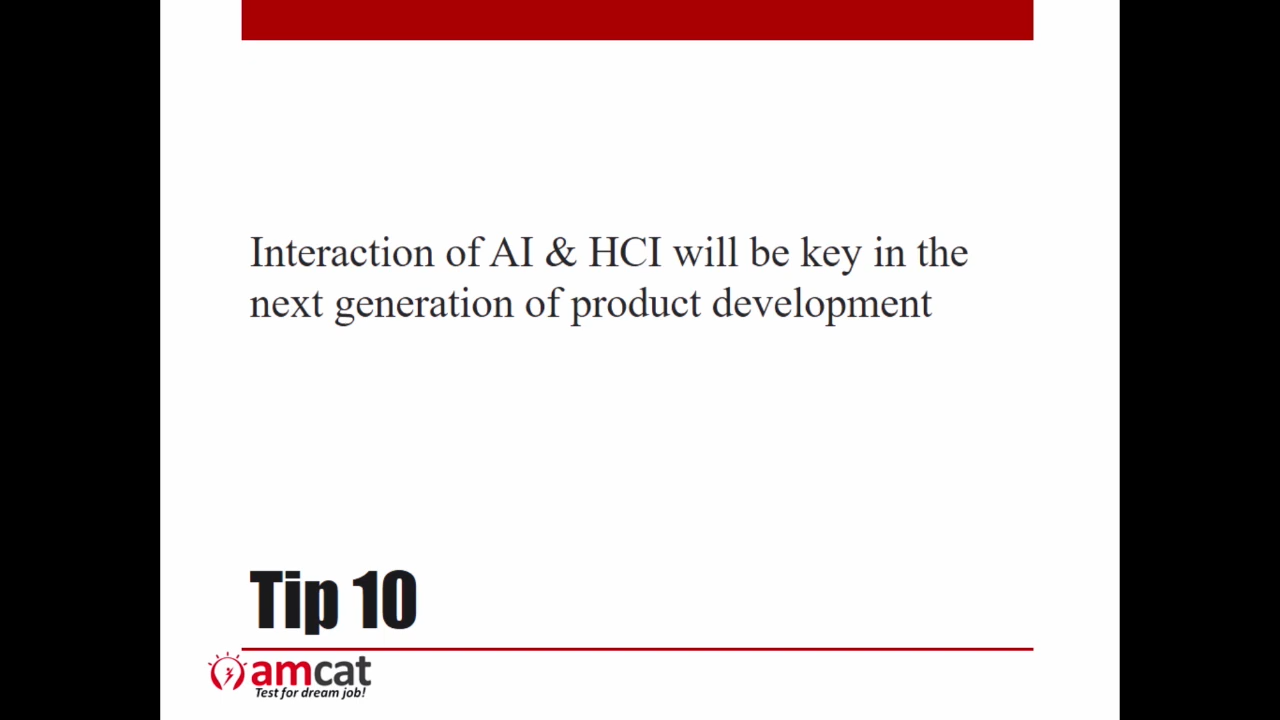 Interaction of AI & HCI will be key in the
next generation of product development
Tip 10
amcat
Test for dream job!